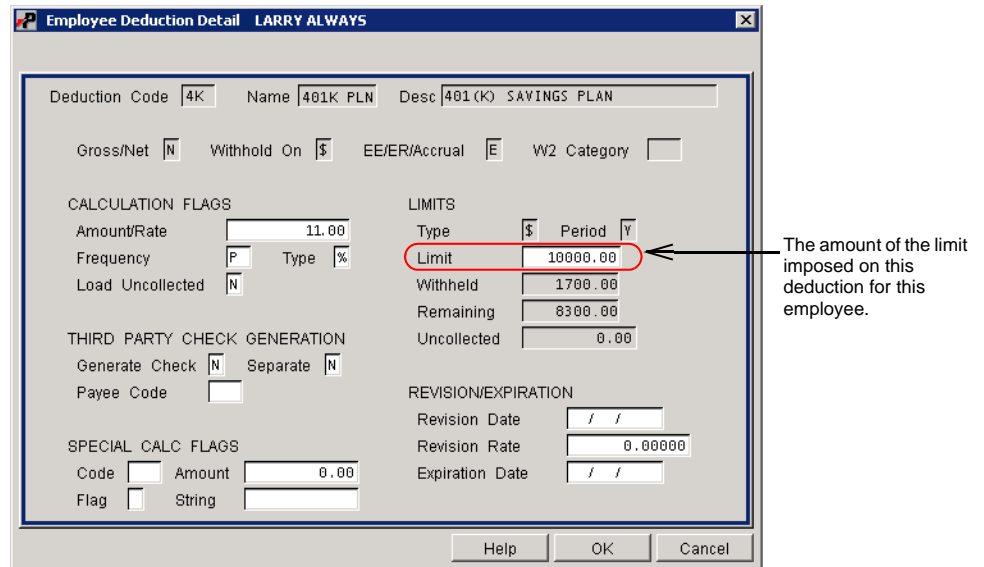 Employee Deduction Detail LARRY ALWAYS
Deduction Code 4K Name 401K PLN Desc 401(K) SAVINGS PLAN
Gross/Net N Withhold On $ EE/ER/Accrual E W2 Category
CALCULATION FLAGS
Amount/Rate 11.00
Frequency P Type %
Load Uncollected N
THIRD PARTY CHECK GENERATION
Generate Check N Separate N
Payee Code
SPECIAL CALC FLAGS
Code Amount 0.00
Flag String
LIMITS
Type $ Period Y
Limit 10000.00
Withheld 1700.00
Remaining 8300.00
Uncollected 0.00
REVISION/EXPIRATION
Revision Date / /
Revision Rate 0.00000
Expiration Date / /
Help OK Cancel
The amount of the limit
imposed on this
deduction for this
employee.